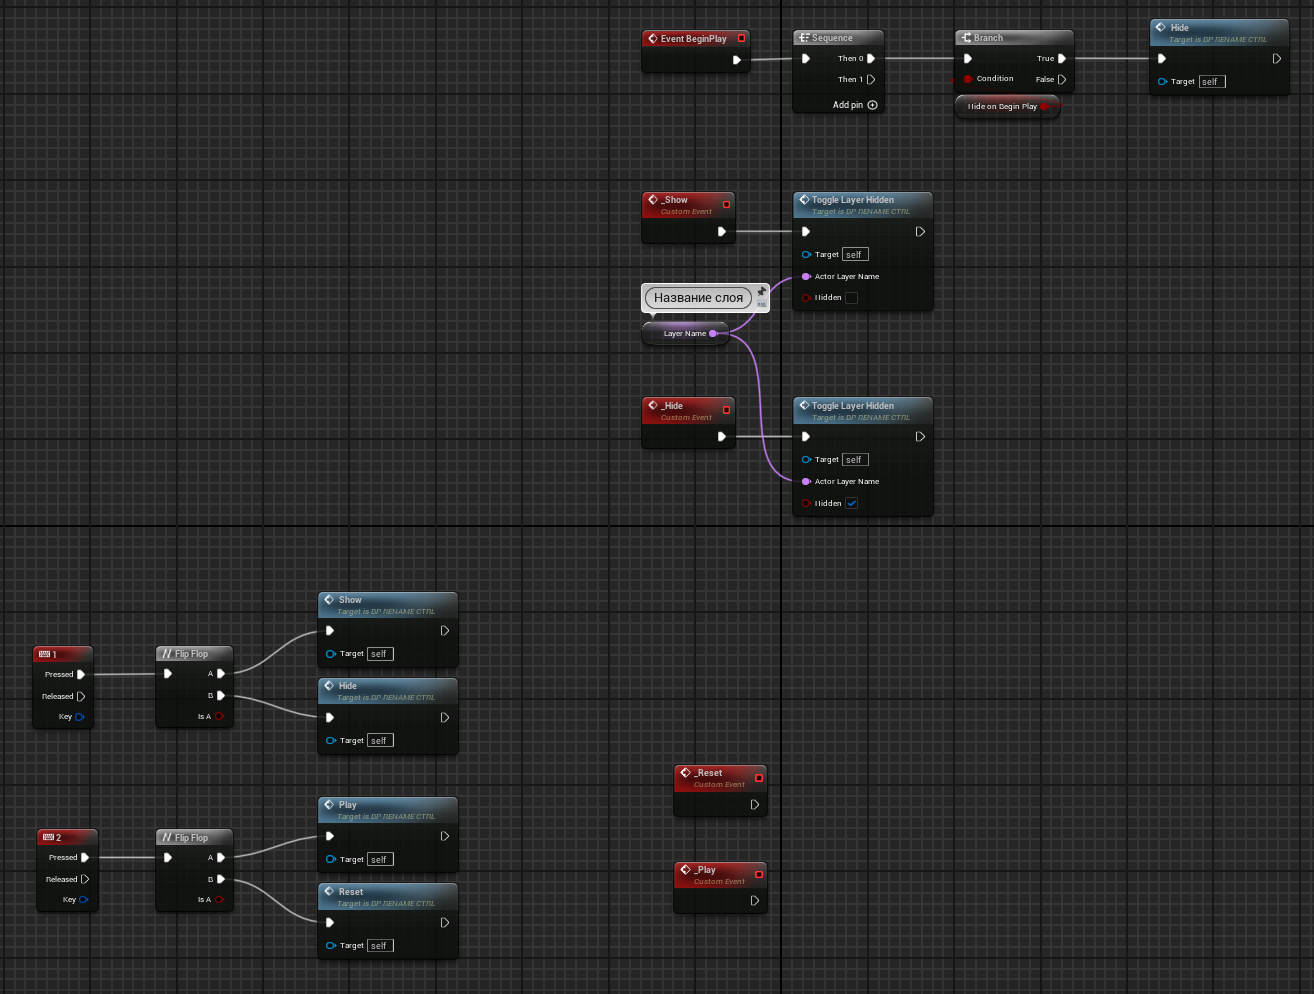 Event BeginPlay
Sequence
Then 0
Then 1
Add pin
Branch
Condition
True
False
Hide on Begin Play
Hide
Target is BP RENAME CTRL
Target self
_Show
Custom Event
Toggle Layer Hidden
Target is BP RENAME CTRL
Target self
Actor Layer Name
Hidden
Название слоя
Layer Name
_Hide
Custom Event
Toggle Layer Hidden
Target is BP RENAME CTRL
Target self
Actor Layer Name
Hidden
1
Pressed
Released
Key
Flip Flop
A
B
Is A
Show
Target is BP RENAME CTRL
Target self
Hide
Target is BP RENAME CTRL
Target self
2
Pressed
Released
Key
Flip Flop
A
B
Is A
Play
Target is BP RENAME CTRL
Target self
Reset
Target is BP RENAME CTRL
Target self
_Reset
Custom Event
_Play
Custom Event